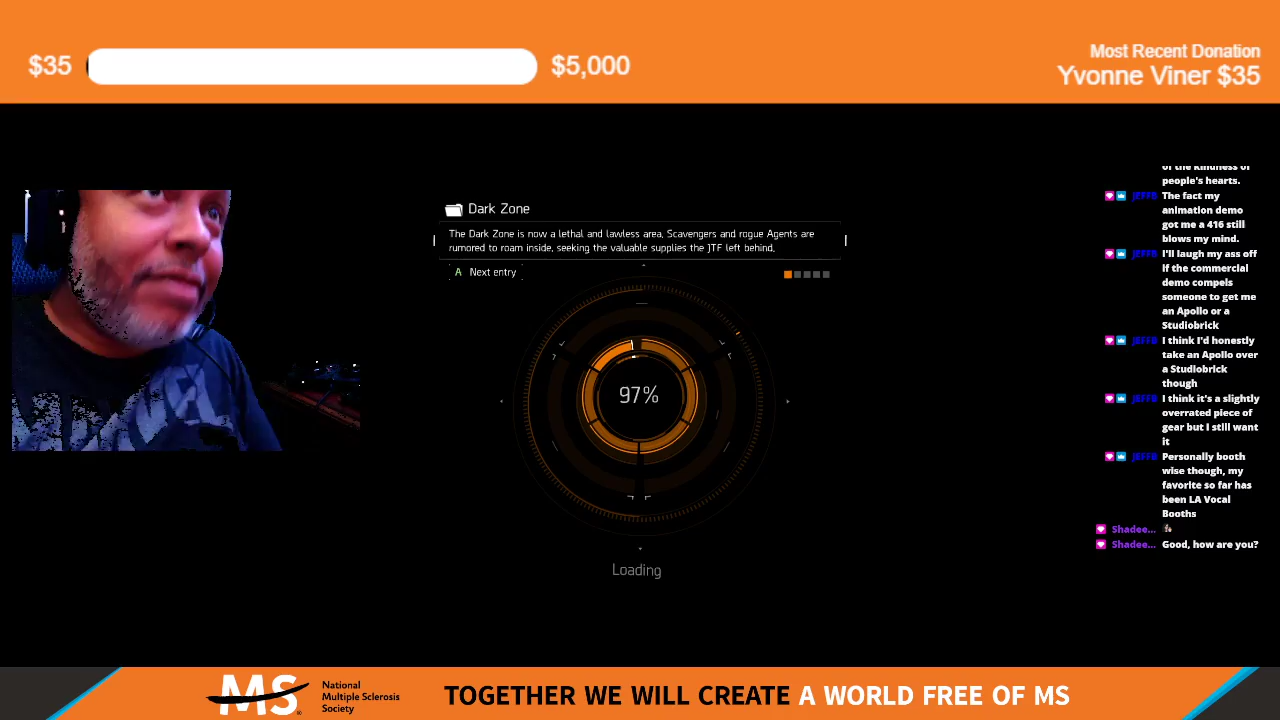 $35
$5,000
Most Recent Donation
Yvonne Viner $35
Dark Zone
The Dark Zone is now a lethal and lawless area, Scavengers and rogue Agents are
rumored to roam inside, seeking the valuable supplies the JTF left behind.
A Next entry
97%
Loading
of the kindness of
people's hearts.
JEFFB The fact my
animation demo
got me a 416 still
blows my mind.
JEFFB I'll laugh my ass off
if the commercial
demo compels
someone to get me
an Apollo or a
Studiobrick
JEFFB I think I'd honestly
take an Apollo over
a Studiobrick
though
JEFFB I think it's a slightly
overrated piece of
gear but I still want
it
JEFFB Personally booth
wise though, my
favorite so far has
been LA Vocal
Booths
Shadee...
Shadee... Good, how are you?
MS
National
Multiple Sclerosis
Society
TOGETHER WE WILL CREATE A WORLD FREE OF MS